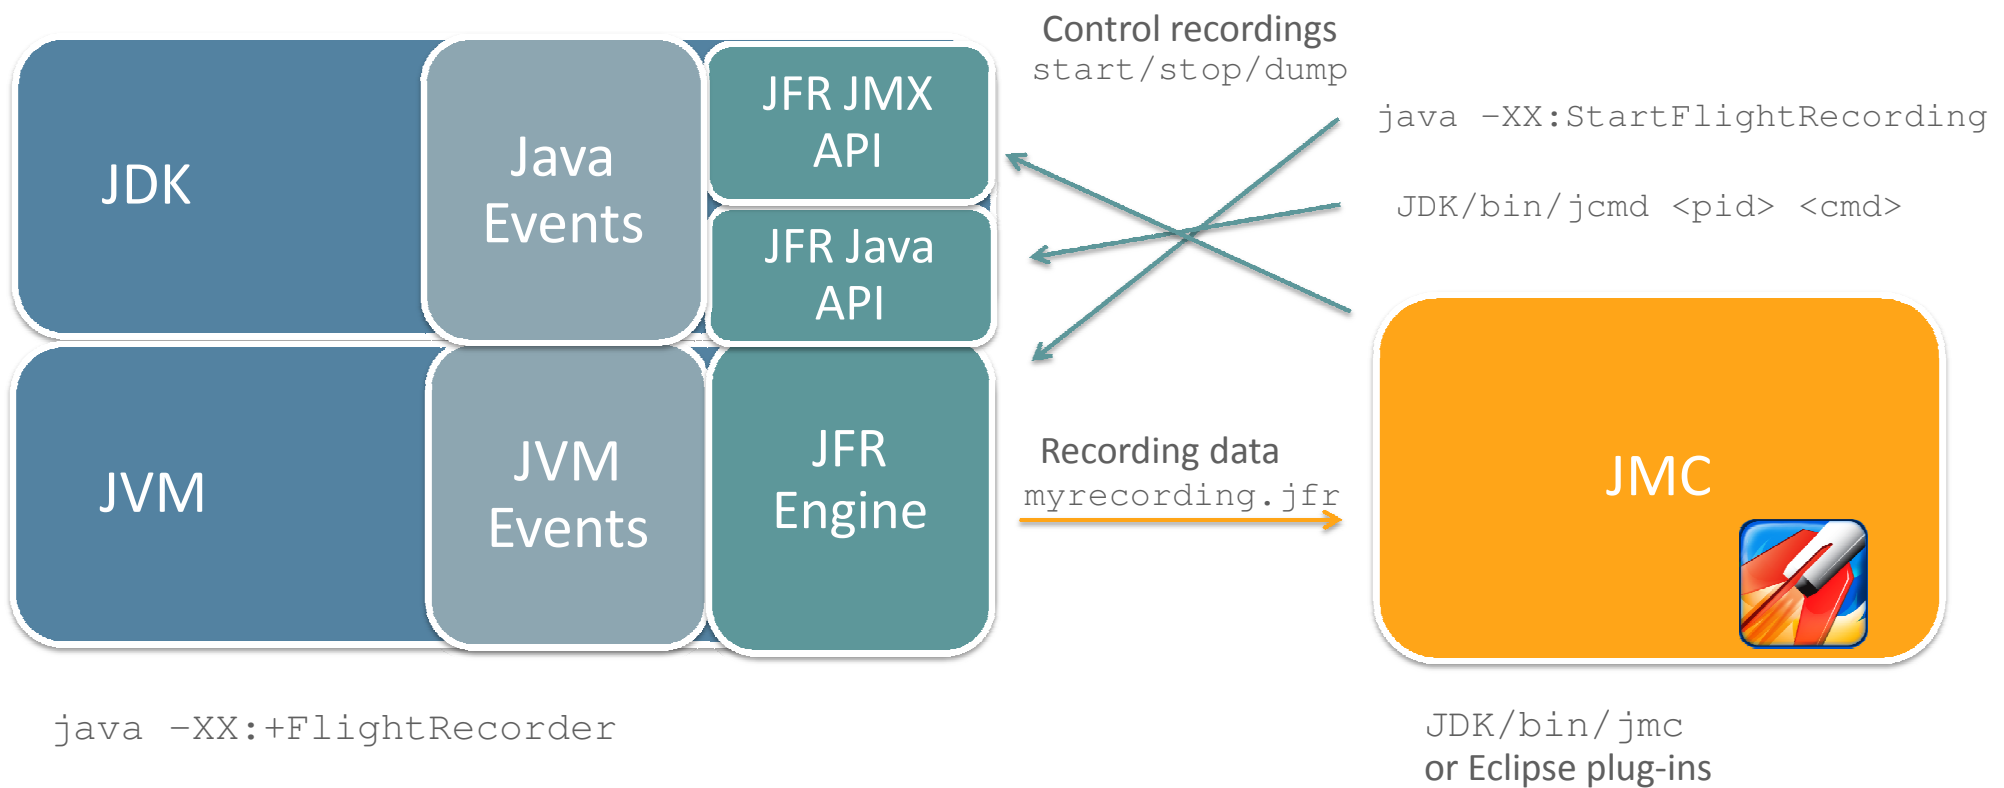 Control recordings
start/stop/dump
JDK
Java
Events
JFR JMX
API
JFR Java
API
java –XX:StartFlightRecording
JDK/bin/jcmd <pid> <cmd>
JVM
JVM
Events
JFR
Engine
Recording data
myrecording.jfr
JMC
java –XX:+FlightRecorder
JDK/bin/jmc
or Eclipse plug-ins